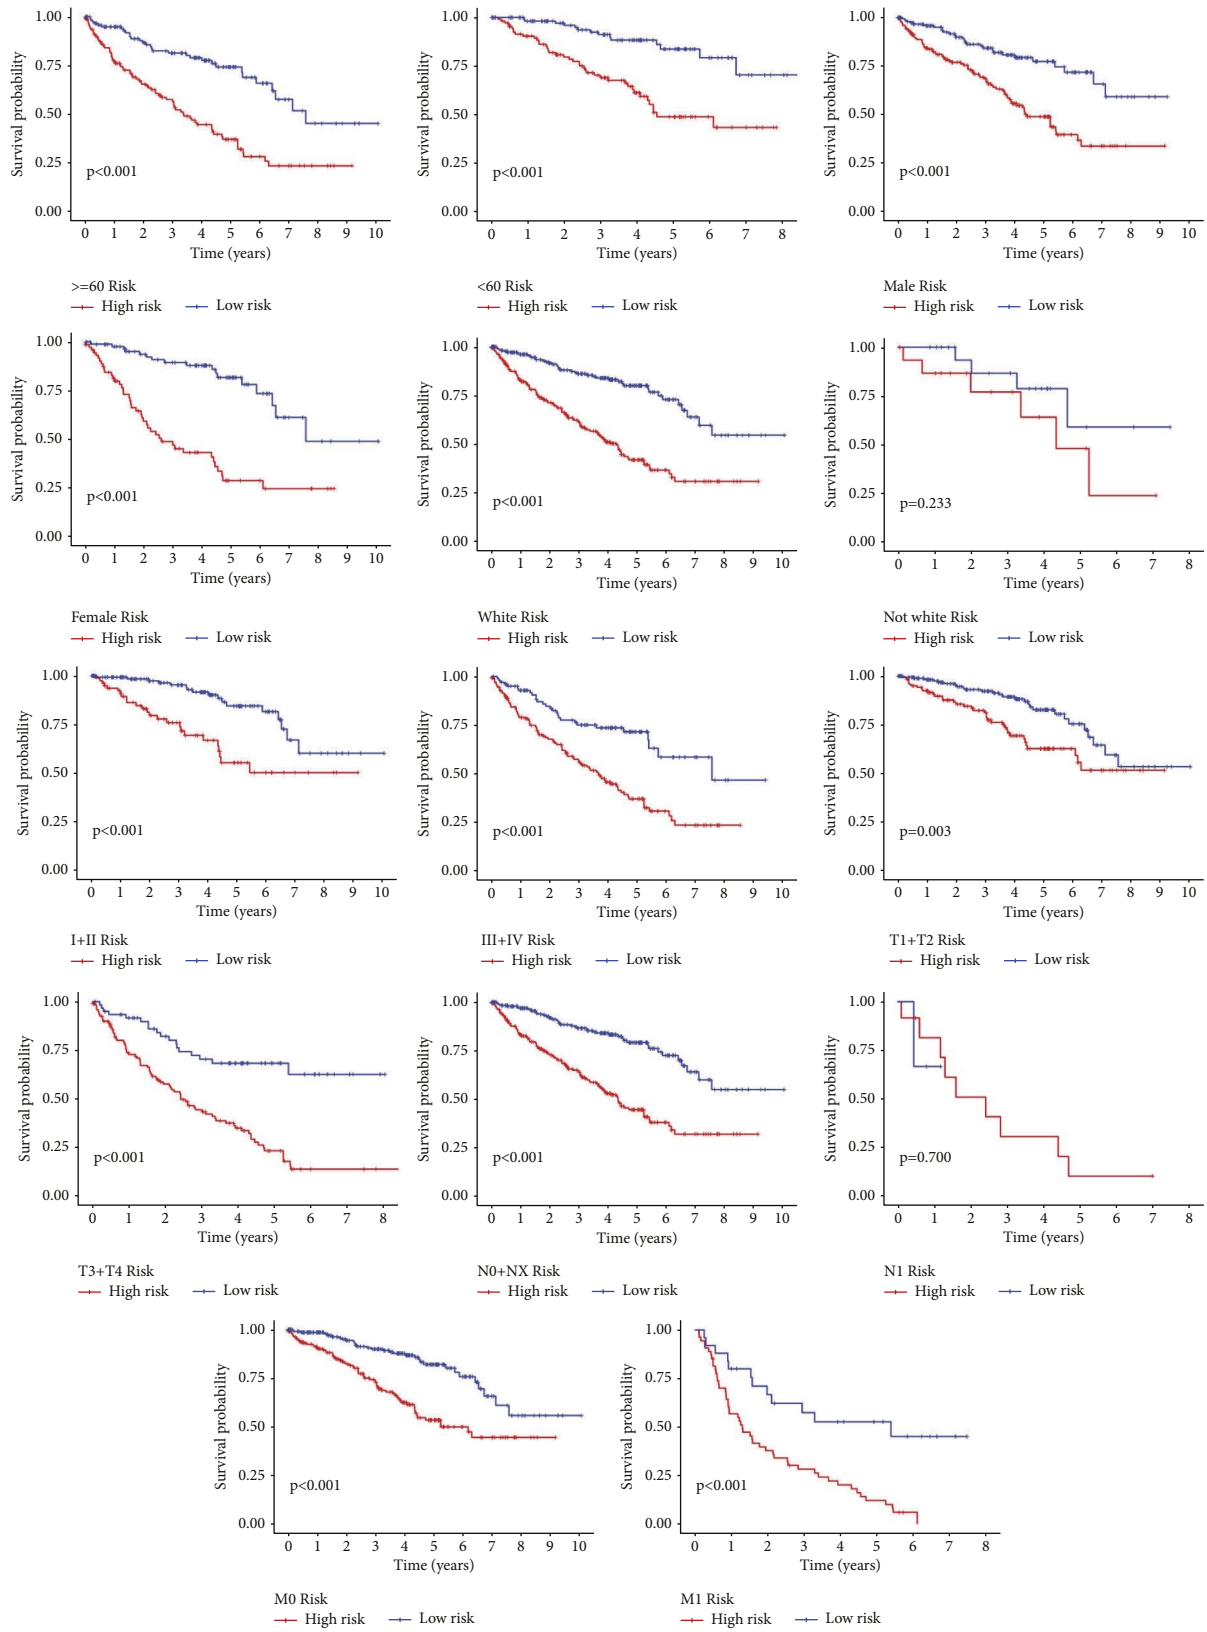 Survival probability
1.00
0.75
0.50
0.25
0.00
p<0.001
0 1 2 3 4 5 6 7 8 9 10
Time (years)
>=60 Risk
High risk Low risk
Survival probability
1.00
0.75
0.50
0.25
0.00
p<0.001
0 1 2 3 4 5 6 7 8
Time (years)
<60 Risk
High risk Low risk
Survival probability
1.00
0.75
0.50
0.25
0.00
p<0.001
0 1 2 3 4 5 6 7 8 9 10
Time (years)
Male Risk
High risk Low risk
Survival probability
1.00
0.75
0.50
0.25
0.00
p<0.001
0 1 2 3 4 5 6 7 8 9 10
Time (years)
Female Risk
High risk Low risk
Survival probability
1.00
0.75
0.50
0.25
0.00
p<0.001
0 1 2 3 4 5 6 7 8 9 10
Time (years)
White Risk
High risk Low risk
Survival probability
1.00
0.75
0.50
0.25
0.00
p=0.233
0 1 2 3 4 5 6 7 8
Time (years)
Not white Risk
High risk Low risk
Survival probability
1.00
0.75
0.50
0.25
0.00
p<0.001
0 1 2 3 4 5 6 7 8 9 10
Time (years)
I+II Risk
High risk Low risk
Survival probability
1.00
0.75
0.50
0.25
0.00
p<0.001
0 1 2 3 4 5 6 7 8 9 10
Time (years)
III+IV Risk
High risk Low risk
Survival probability
1.00
0.75
0.50
0.25
0.00
p=0.003
0 1 2 3 4 5 6 7 8 9 10
Time (years)
T1+T2 Risk
High risk Low risk
Survival probability
1.00
0.75
0.50
0.25
0.00
p<0.001
0 1 2 3 4 5 6 7 8
Time (years)
T3+T4 Risk
High risk Low risk
Survival probability
1.00
0.75
0.50
0.25
0.00
p<0.001
0 1 2 3 4 5 6 7 8 9 10
Time (years)
N0+NX Risk
High risk Low risk
Survival probability
1.00
0.75
0.50
0.25
0.00
p=0.700
0 1 2 3 4 5 6 7 8
Time (years)
N1 Risk
High risk Low risk
Survival probability
1.00
0.75
0.50
0.25
0.00
p<0.001
0 1 2 3 4 5 6 7 8 9 10
Time (years)
M0 Risk
High risk Low risk
Survival probability
1.00
0.75
0.50
0.25
0.00
p<0.001
0 1 2 3 4 5 6 7 8
Time (years)
M1 Risk
High risk Low risk